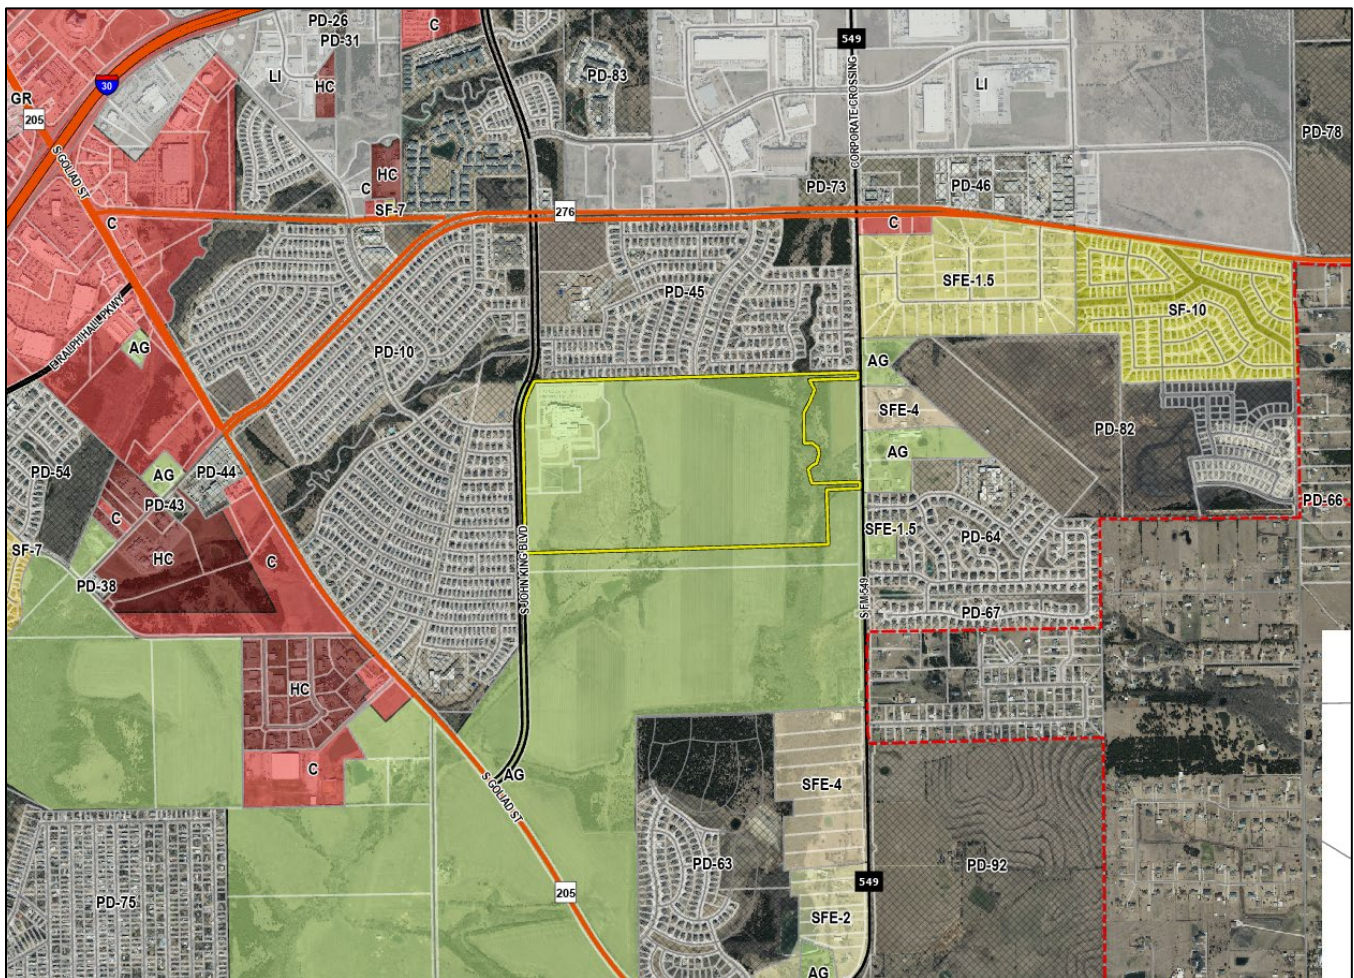 PD-26
C
PD-31
549
LI
HC
PD-83
LI
30
GR
205
CORPORATE CROSSING
PD-78
S GOLIAD ST
HC
C
PD-73
PD-46
SF-7
C
276
C
SFE-1.5
PD-45
SF-10
E RALPH HALL PKWY
AG
PD-10
AG
SFE-4
PD-82
AG
PD-54
AG
PD-44
PD-43
PD-66
C
SFE-1.5
PD-64
SF-7
HC
C
S JOHN KING BLVD
PD-38
S FM 549
PD-67
HC
C
AG
S GOLIAD ST
SFE-4
PD-63
PD-92
549
205
PD-75
SFE-2
AG